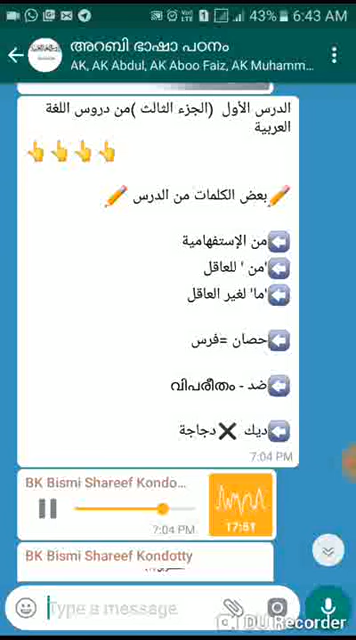 43% 6:43 AM
അറബി ഭാഷാ പഠനം
AK, AK Abdul, AK Aboo Faiz, AK Muhamm...
الدرس الأول (الجزء الثالث )من دروس اللغة
العربية
بعض الكلمات من الدرس
من الإستفهامية
'من ' للعاقل
'ما' لغير العاقل
حصان =فرس
ضد - വിപരീതം
ديك ❌دجاجة
7:04 PM
BK Bismi Shareef Kondo...
7:04 PM
17:51
BK Bismi Shareef Kondotty
Type a message
DU Recorder